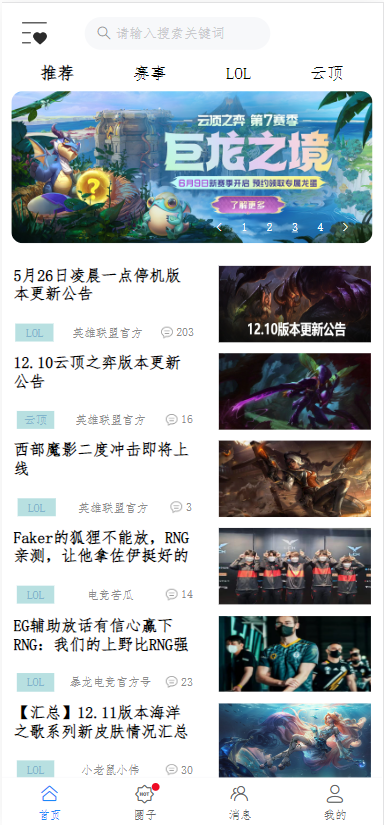 请输入搜索关键词
推荐 赛事 LOL 云顶
云顶之弈 第7赛季
巨龙之境
6月9日新赛季开启 预约领取专属龙蛋
了解更多
1 2 3 4
5月26日凌晨一点停机版
本更新公告
LOL 英雄联盟官方 203
12.10版本更新公告
12.10云顶之弈版本更新
公告
云顶 英雄联盟官方 16
西部魔影二度冲击即将上
线
LOL 英雄联盟官方 3
Faker的狐狸不能放，RNG
亲测，让他拿佐伊挺好的
LOL 电竞苦瓜 14
EG辅助放话有信心赢下
RNG：我们的上野比RNG强
LOL 暴龙电竞官方号 23
【汇总】12.11版本海洋
之歌系列新皮肤情况汇总
LOL 小老鼠小伟 30
HOT
首页 圈子 消息 我的